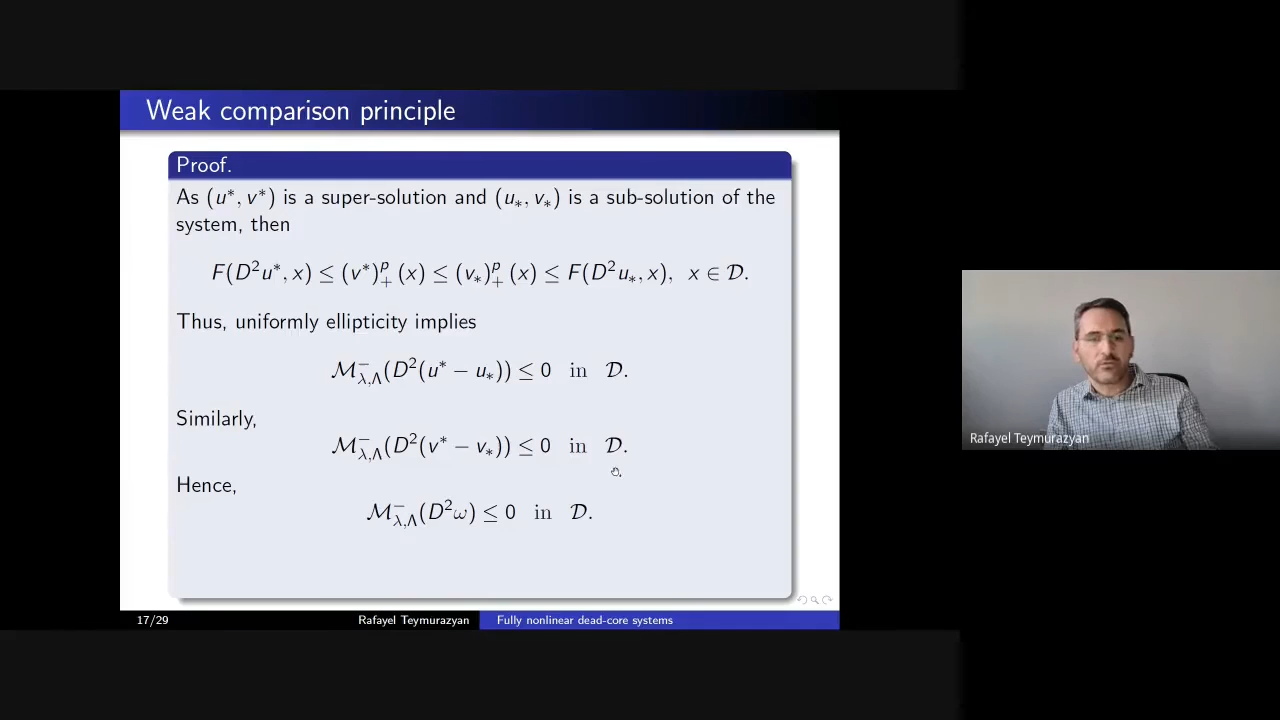 Weak comparison principle
Proof.
As (u*, v*) is a super-solution and (u∗, v∗) is a sub-solution of the
system, then
F(D²u*, x) ≤ (v*)₊ᵖ (x) ≤ (v∗)₊ᵖ (x) ≤ F(D²u∗, x), x ∈ 𝒟.
Thus, uniformly ellipticity implies
ℳ⁻_{λ,Λ}(D²(u* − u∗)) ≤ 0 in 𝒟.
Similarly,
ℳ⁻_{λ,Λ}(D²(v* − v∗)) ≤ 0 in 𝒟.
Hence,
ℳ⁻_{λ,Λ}(D²ω) ≤ 0 in 𝒟.
17/29 Rafayel Teymurazyan Fully nonlinear dead-core systems
Rafayel Teymurazyan